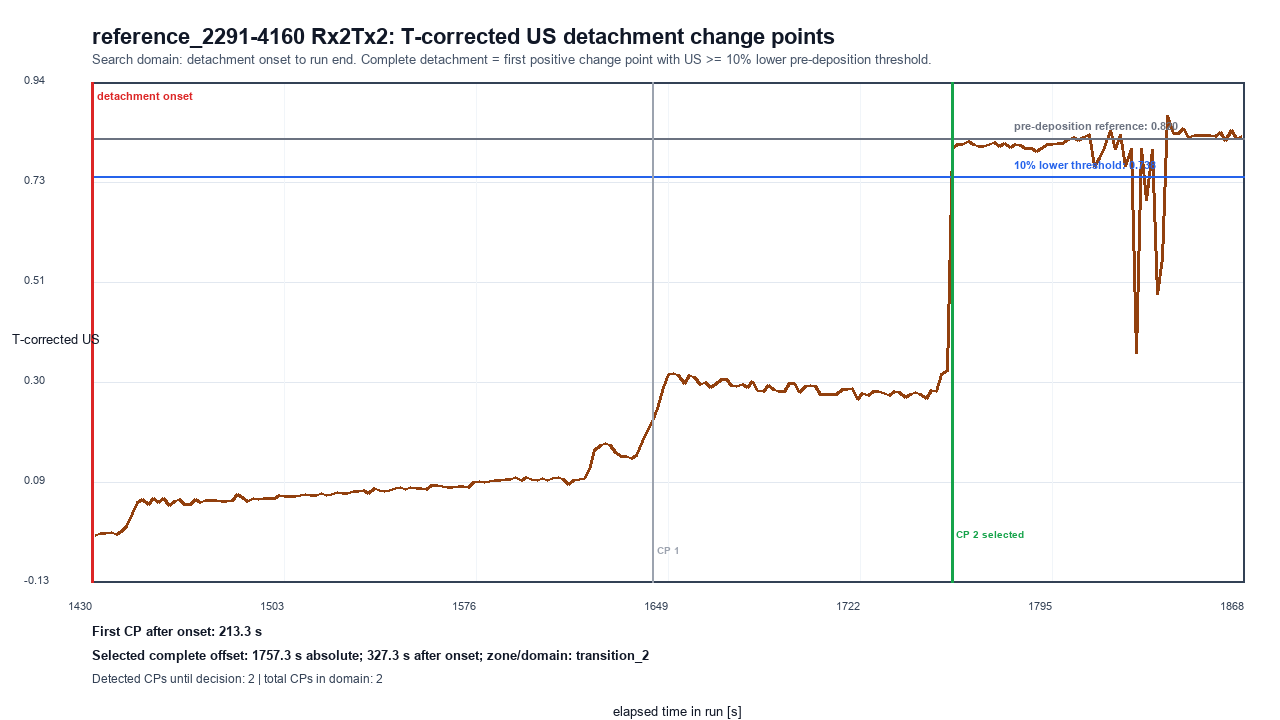 reference_2291-4160 Rx2Tx2: T-corrected US detachment change points
Search domain: detachment onset to run end. Complete detachment = first positive change point with US >= 10% lower pre-deposition threshold.
0.94
detachment onset
pre-deposition reference:
10% lower threshold: 0.734
0.73
0.51
T-corrected US
0.30
0.09
CP 2 selected
CP 1
-0.13
1430
1503
1576
1649
1722
1795
1868
First CP after onset: 213.3 s
Selected complete offset: 1757.3 s absolute; 327.3 s after onset; zone/domain: transition_2
Detected CPs until decision: 2 | total CPs in domain: 2
elapsed time in run [s]